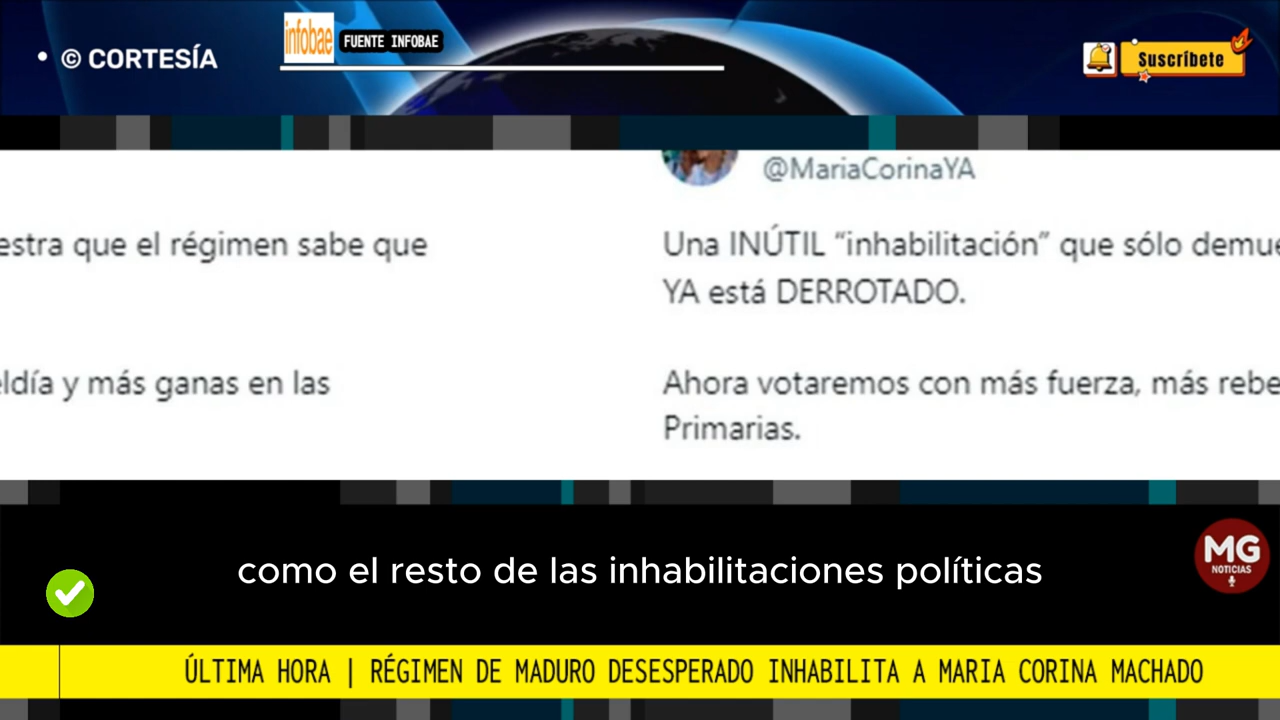 • © CORTESÍA
infobae
FUENTE INFOBAE
Suscríbete
@MariaCorinaYA
estra que el régimen sabe que
eldía y más ganas en las
Una INÚTIL “inhabilitación” que sólo demue
YA está DERROTADO.
Ahora votaremos con más fuerza, más rebe
Primarias.
como el resto de las inhabilitaciones políticas
MG
NOTICIAS
ÚLTIMA HORA | RÉGIMEN DE MADURO DESESPERADO INHABILITA A MARIA CORINA MACHADO